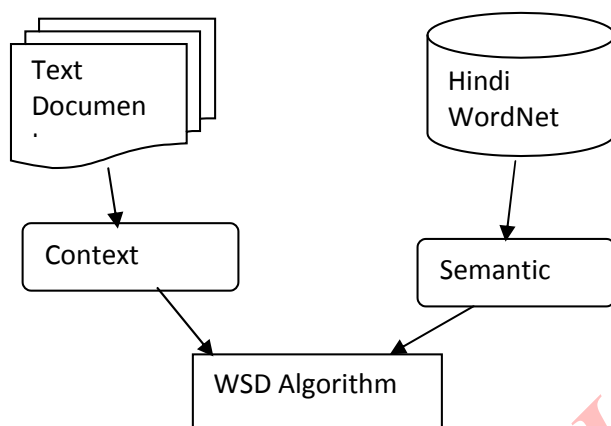 Text
Documen
Hindi
WordNet
Context
Semantic
WSD Algorithm